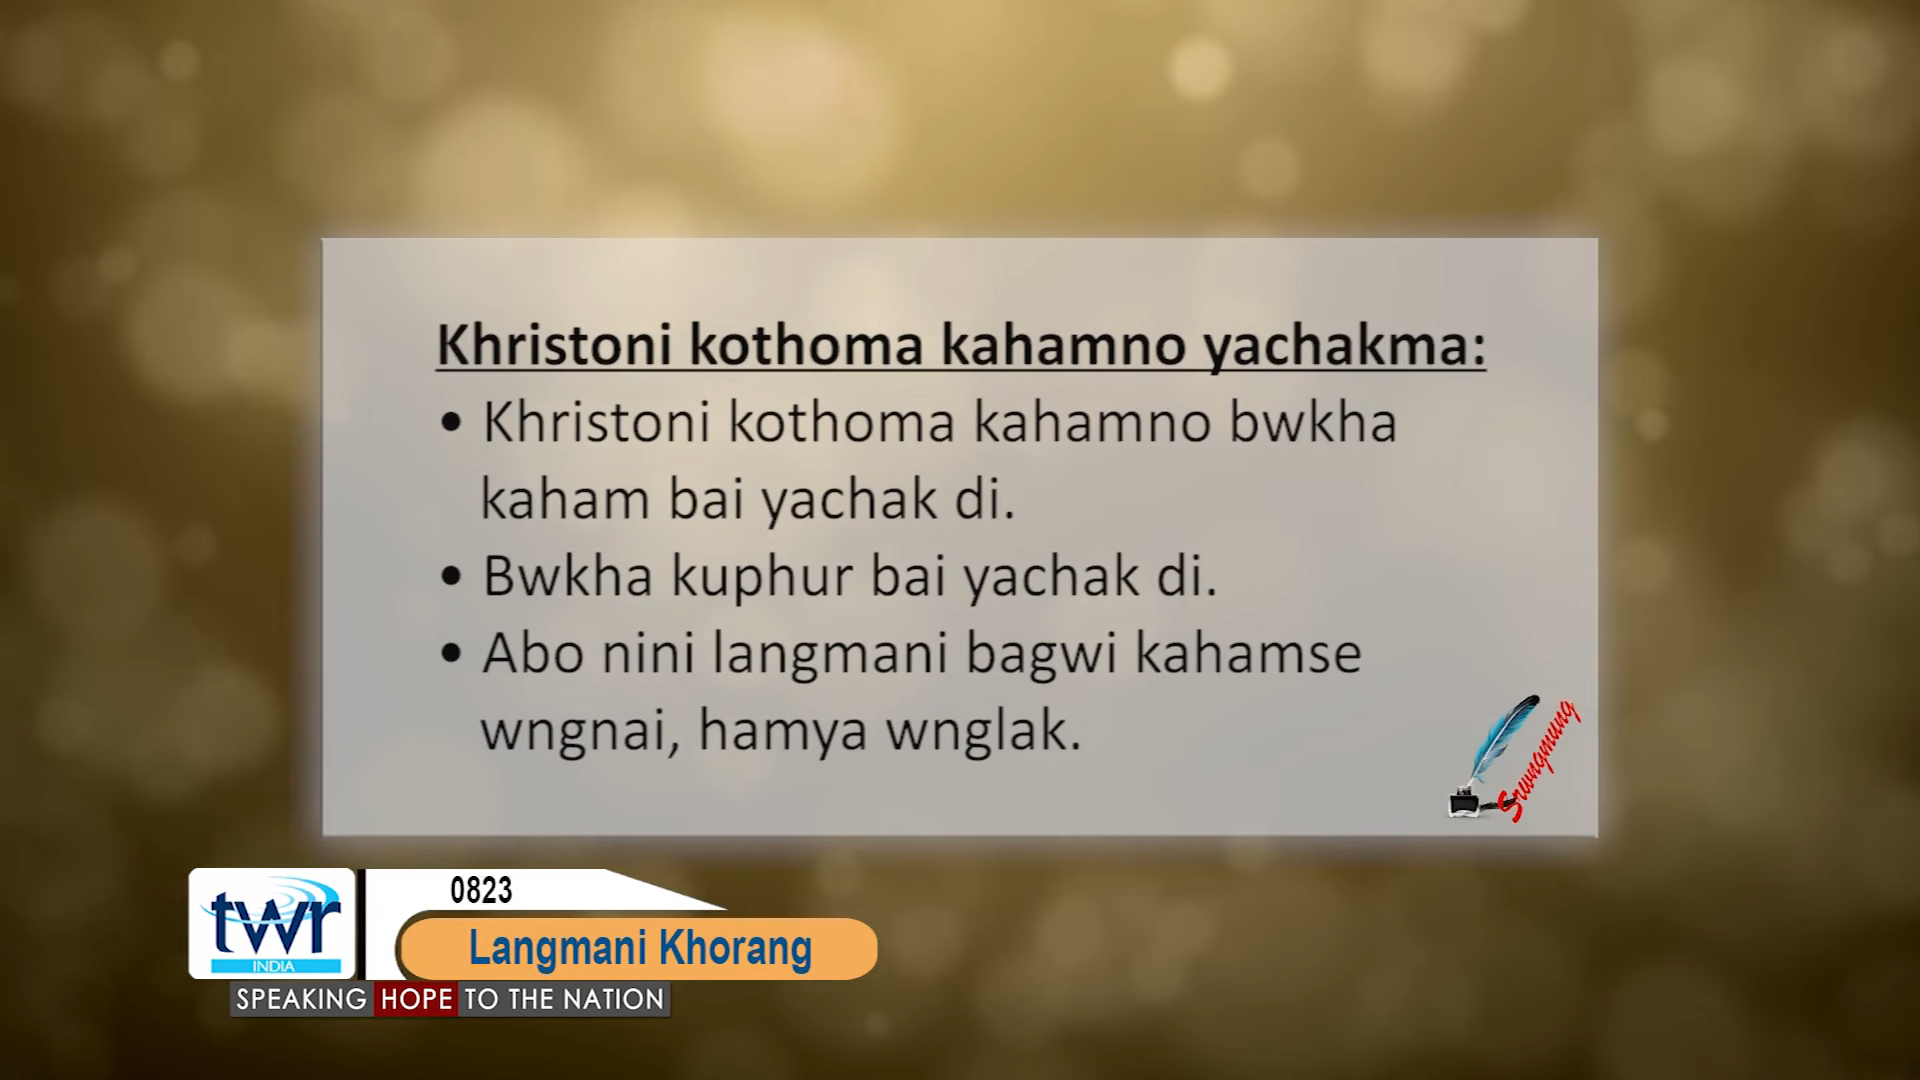 Khristoni kothoma kahamno yachakma:
• Khristoni kothoma kahamno bwkha
kaham bai yachak di.
• Bwkha kuphur bai yachak di.
• Abo nini langmani bagwi kahamse
wngnai, hamya wnglak.
Srwngmung
0823
twr
INDIA
Langmani Khorang
SPEAKING HOPE TO THE NATION